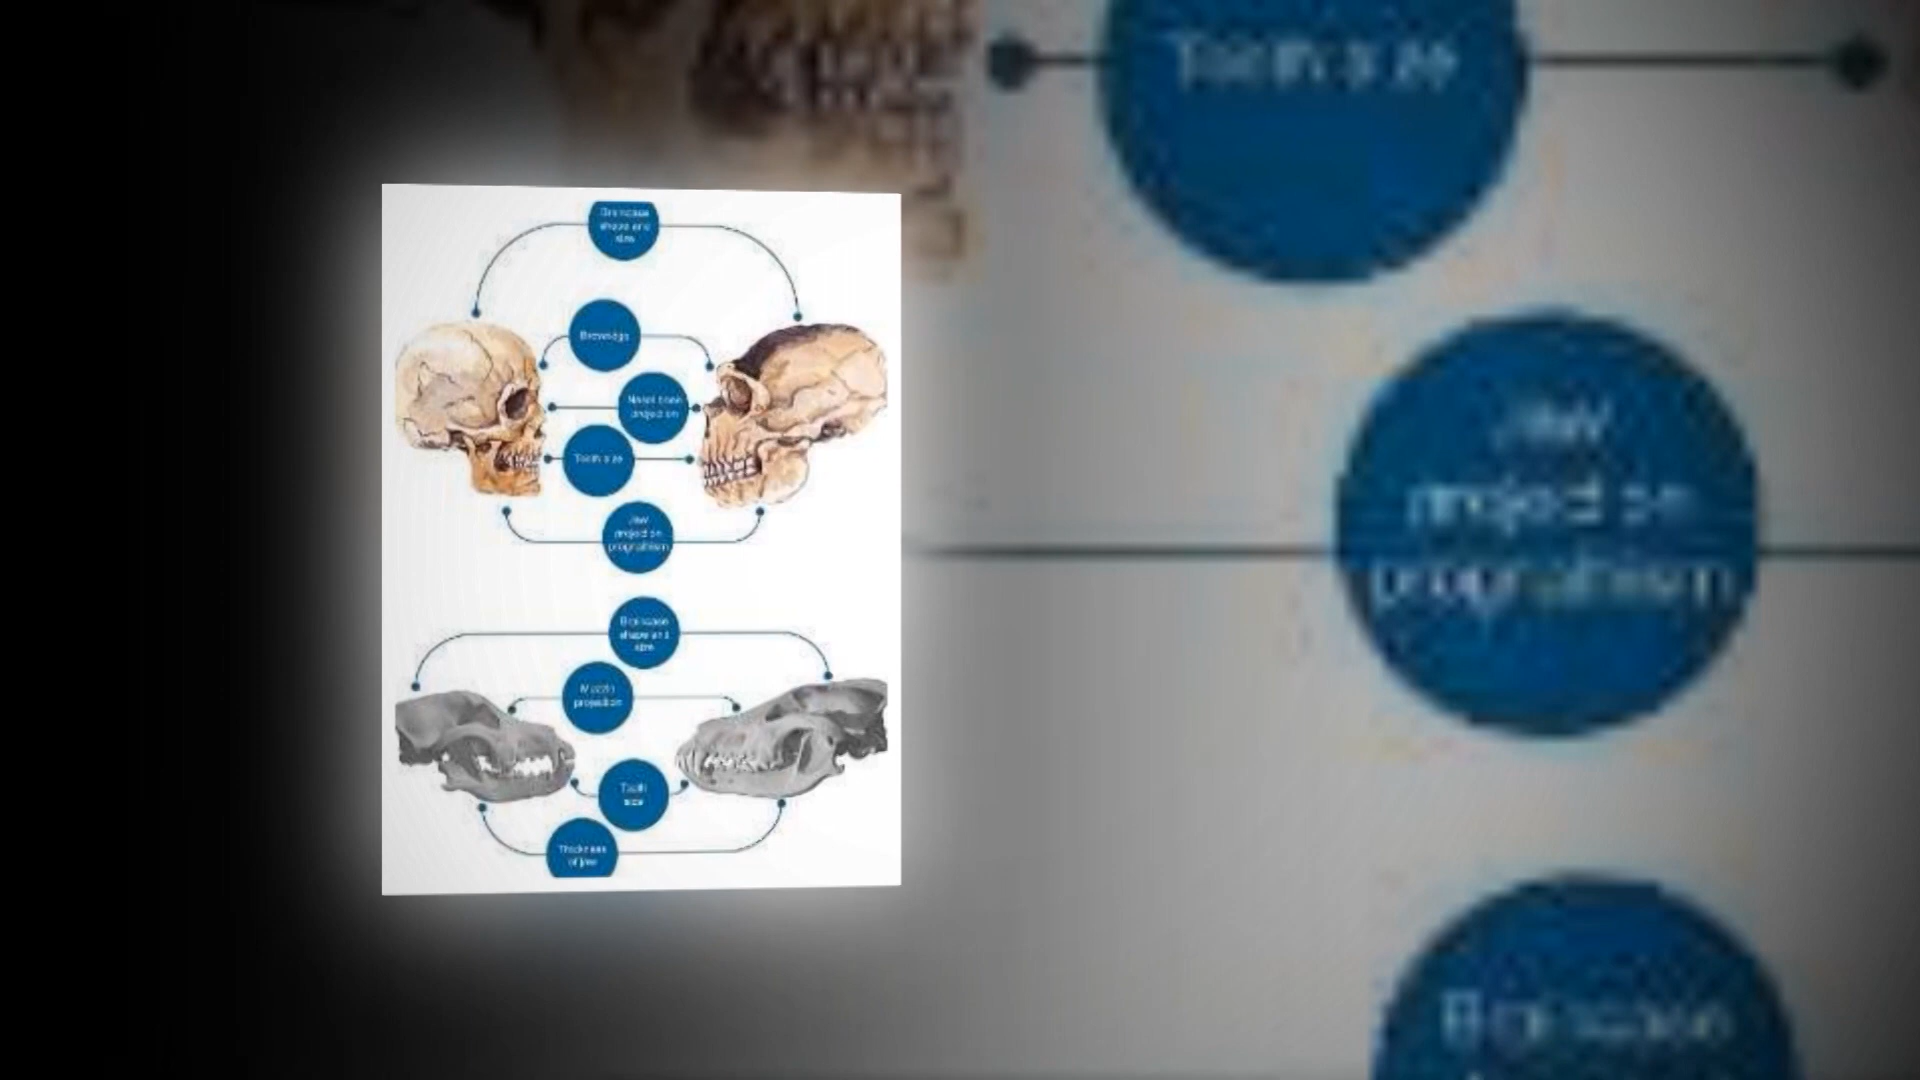 Braincase
shape and
size
Browridge
Nasal bone
projection
Tooth size
Jaw
projection
prognathism
Braincase
shape and
size
Muzzle
projection
Tooth
size
Thickness
of jaw
Tooth size
Jaw
projection
prognathism
Braincase